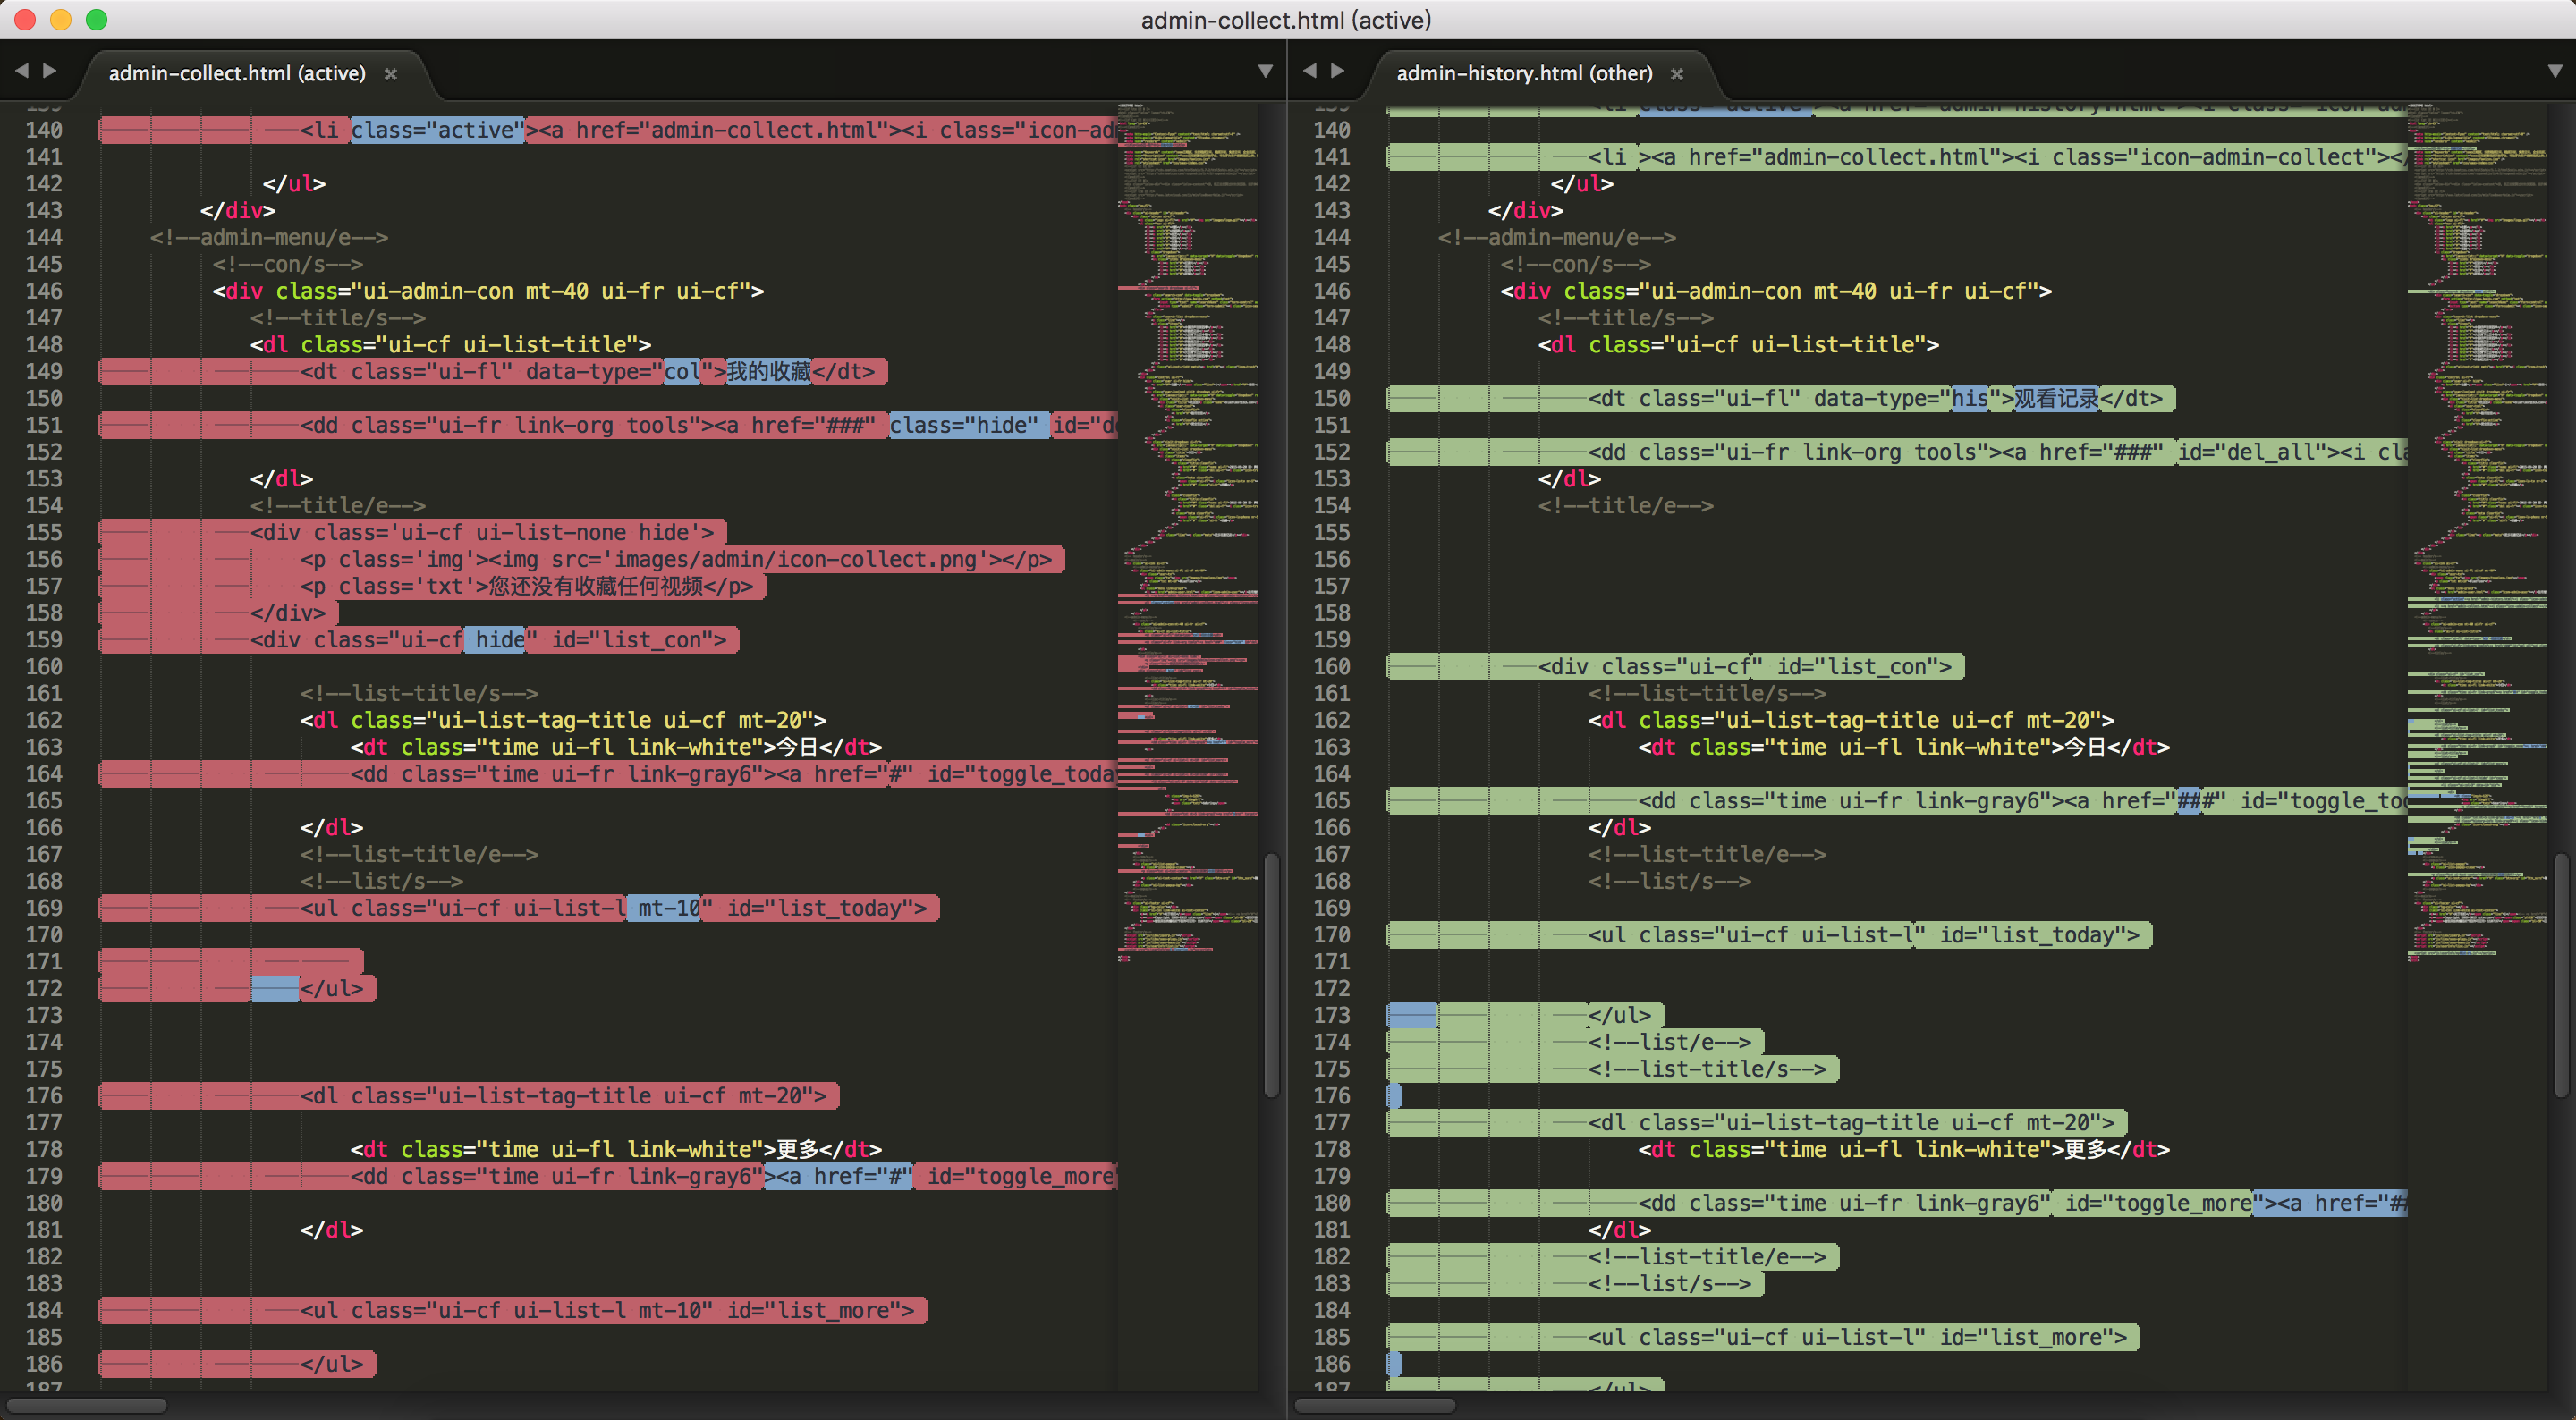 admin-collect.html (active)
admin-collect.html (active)
140 <li class="active"><a href="admin-collect.html"><i class="icon-ad
141
142 </ul>
143 </div>
144 <!--admin-menu/e-->
145 <!--con/s-->
146 <div class="ui-admin-con mt-40 ui-fr ui-cf">
147 <!--title/s-->
148 <dl class="ui-cf ui-list-title">
149 <dt class="ui-fl" data-type="col">我的收藏</dt>
150
151 <dd class="ui-fr link-org tools"><a href="###" class="hide" id="de
152
153 </dl>
154 <!--title/e-->
155 <div class='ui-cf ui-list-none hide'>
156 <p class='img'><img src='images/admin/icon-collect.png'></p>
157 <p class='txt'>您还没有收藏任何视频</p>
158 </div>
159 <div class="ui-cf hide" id="list_con">
160
161 <!--list-title/s-->
162 <dl class="ui-list-tag-title ui-cf mt-20">
163 <dt class="time ui-fl link-white">今日</dt>
164 <dd class="time ui-fr link-gray6"><a href="#" id="toggle_toda
165
166 </dl>
167 <!--list-title/e-->
168 <!--list/s-->
169 <ul class="ui-cf ui-list-l mt-10" id="list_today">
170
171
172 </ul>
173
174
175
176 <dl class="ui-list-tag-title ui-cf mt-20">
177
178 <dt class="time ui-fl link-white">更多</dt>
179 <dd class="time ui-fr link-gray6"><a href="#" id="toggle_more"
180
181 </dl>
182
183
184 <ul class="ui-cf ui-list-l mt-10" id="list_more">
185
186 </ul>
187
admin-history.html (other)
139 <li class="active"><a href="admin-history.html"><i class="icon-ad
140
141 <li ><a href="admin-collect.html"><i class="icon-admin-collect"></
142 </ul>
143 </div>
144 <!--admin-menu/e-->
145 <!--con/s-->
146 <div class="ui-admin-con mt-40 ui-fr ui-cf">
147 <!--title/s-->
148 <dl class="ui-cf ui-list-title">
149
150 <dt class="ui-fl" data-type="his">观看记录</dt>
151
152 <dd class="ui-fr link-org tools"><a href="###" id="del_all"><i cla
153 </dl>
154 <!--title/e-->
155
156
157
158
159
160 <div class="ui-cf" id="list_con">
161 <!--list-title/s-->
162 <dl class="ui-list-tag-title ui-cf mt-20">
163 <dt class="time ui-fl link-white">今日</dt>
164
165 <dd class="time ui-fr link-gray6"><a href="###" id="toggle_tod
166 </dl>
167 <!--list-title/e-->
168 <!--list/s-->
169
170 <ul class="ui-cf ui-list-l" id="list_today">
171
172
173 </ul>
174 <!--list/e-->
175 <!--list-title/s-->
176
177 <dl class="ui-list-tag-title ui-cf mt-20">
178 <dt class="time ui-fl link-white">更多</dt>
179
180 <dd class="time ui-fr link-gray6" id="toggle_more"><a href="##
181 </dl>
182 <!--list-title/e-->
183 <!--list/s-->
184
185 <ul class="ui-cf ui-list-l" id="list_more">
186
187 </ul>